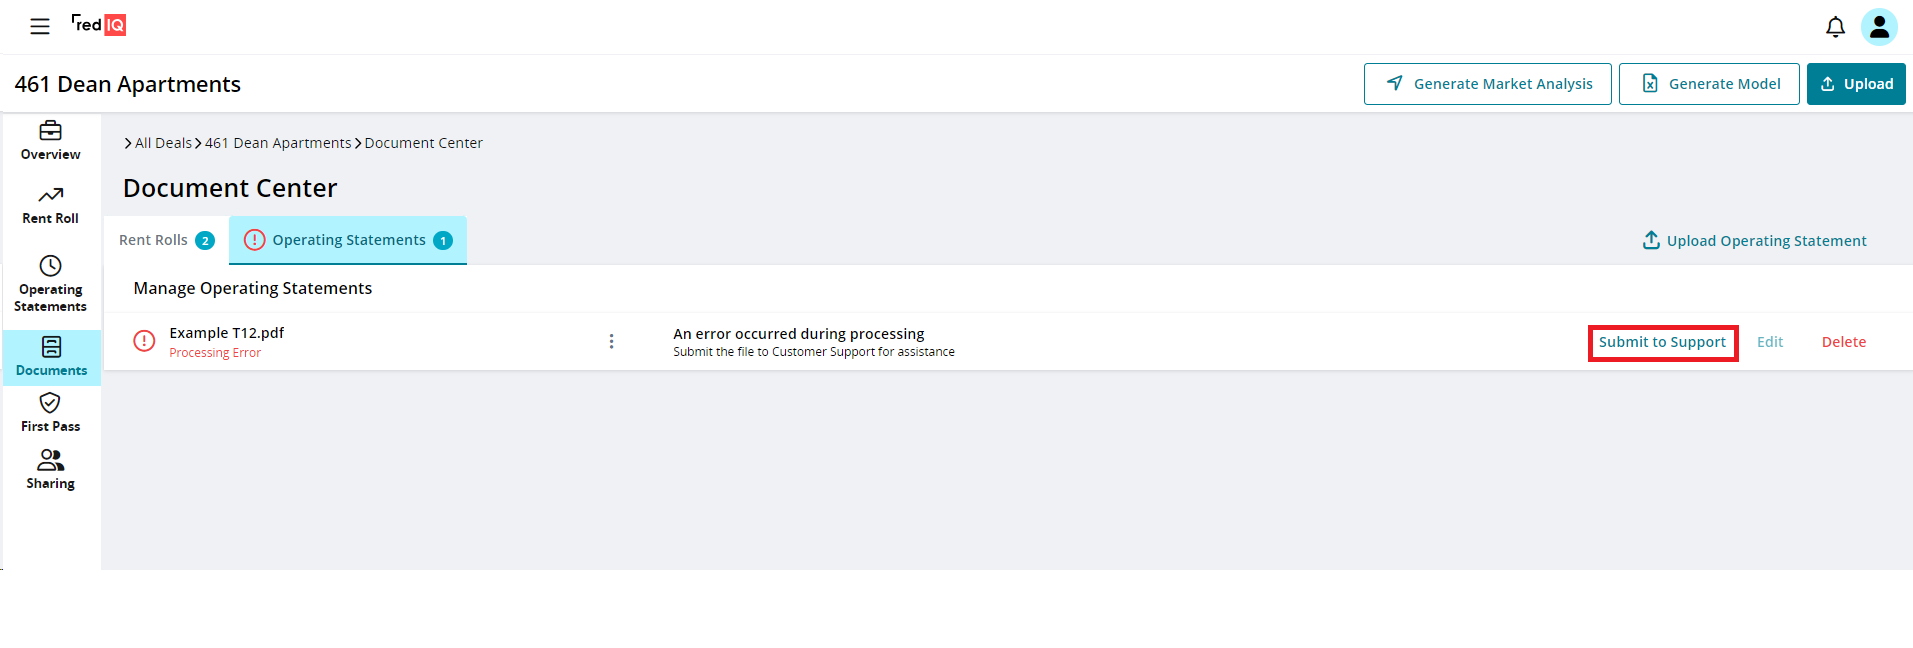 red IQ
461 Dean Apartments
Generate Market Analysis
Generate Model
Upload
Overview
Rent Roll
Operating
Statements
Documents
First Pass
Sharing
All Deals 461 Dean Apartments Document Center
Document Center
Rent Rolls 2
Operating Statements 1
Upload Operating Statement
Manage Operating Statements
Example T12.pdf
Processing Error
An error occurred during processing
Submit the file to Customer Support for assistance
Submit to Support
Edit
Delete